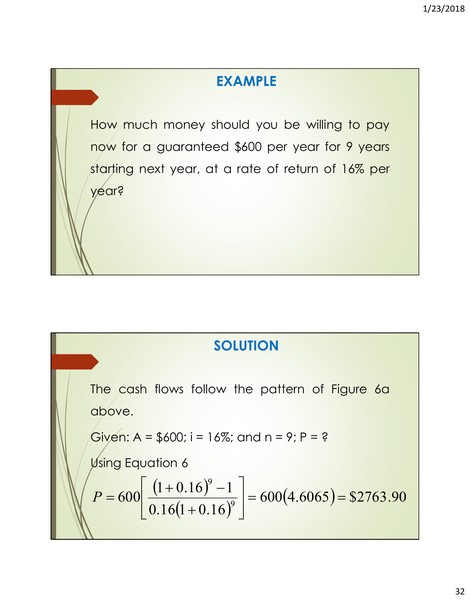 1/23/2018
EXAMPLE
How much money should you be willing to pay
now for a guaranteed $600 per year for 9 years
starting next year, at a rate of return of 16% per
year?
SOLUTION
The cash flows follow the pattern of Figure 6a
above.
Given: A = $600; i = 16%; and n = 9; P = ?
Using Equation 6
P = 600[((1 + 0.16)^9 − 1) / (0.16(1 + 0.16)^9)] = 600(4.6065) = $2763.90
32